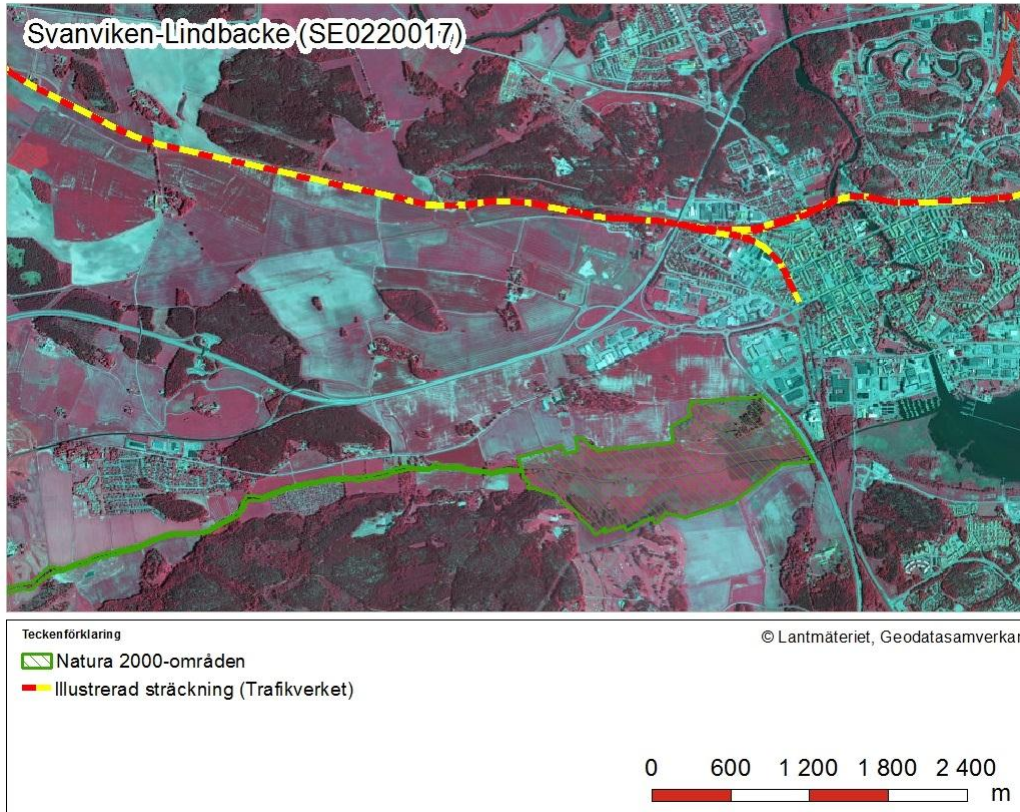 Svanviken-Lindbacke (SE0220017)
Teckenförklaring
Natura 2000-områden
Illustrerad sträckning (Trafikverket)
© Lantmäteriet, Geodatasamverkan
0 600 1 200 1 800 2 400
m